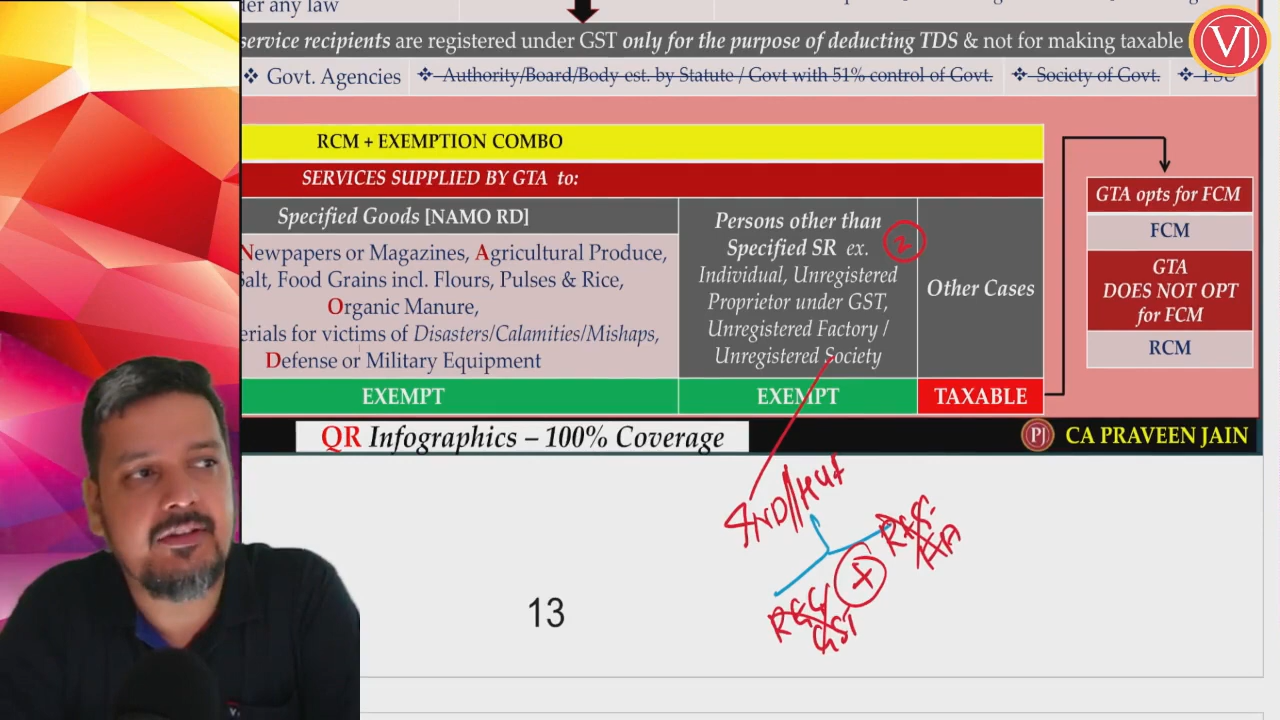 der any law
service recipients are registered under GST only for the purpose of deducting TDS & not for making taxable
VJ
❖ Govt. Agencies ❖ Authority/Board/Body est. by Statute / Govt with 51% control of Govt. ❖ Society of Govt. ❖ PSU
RCM + EXEMPTION COMBO
SERVICES SUPPLIED BY GTA to:
Specified Goods [NAMO RD]
Newpapers or Magazines, Agricultural Produce,
Salt, Food Grains incl. Flours, Pulses & Rice,
Organic Manure,
erials for victims of Disasters/Calamities/Mishaps,
Defense or Military Equipment
EXEMPT
Persons other than
Specified SR ex.
Individual, Unregistered
Proprietor under GST,
Unregistered Factory /
Unregistered Society
EXEMPT
2
Other Cases
TAXABLE
GTA opts for FCM
FCM
GTA
DOES NOT OPT
for FCM
RCM
QR Infographics – 100% Coverage
PJ CA PRAVEEN JAIN
IND/HUF
REG
GST
13